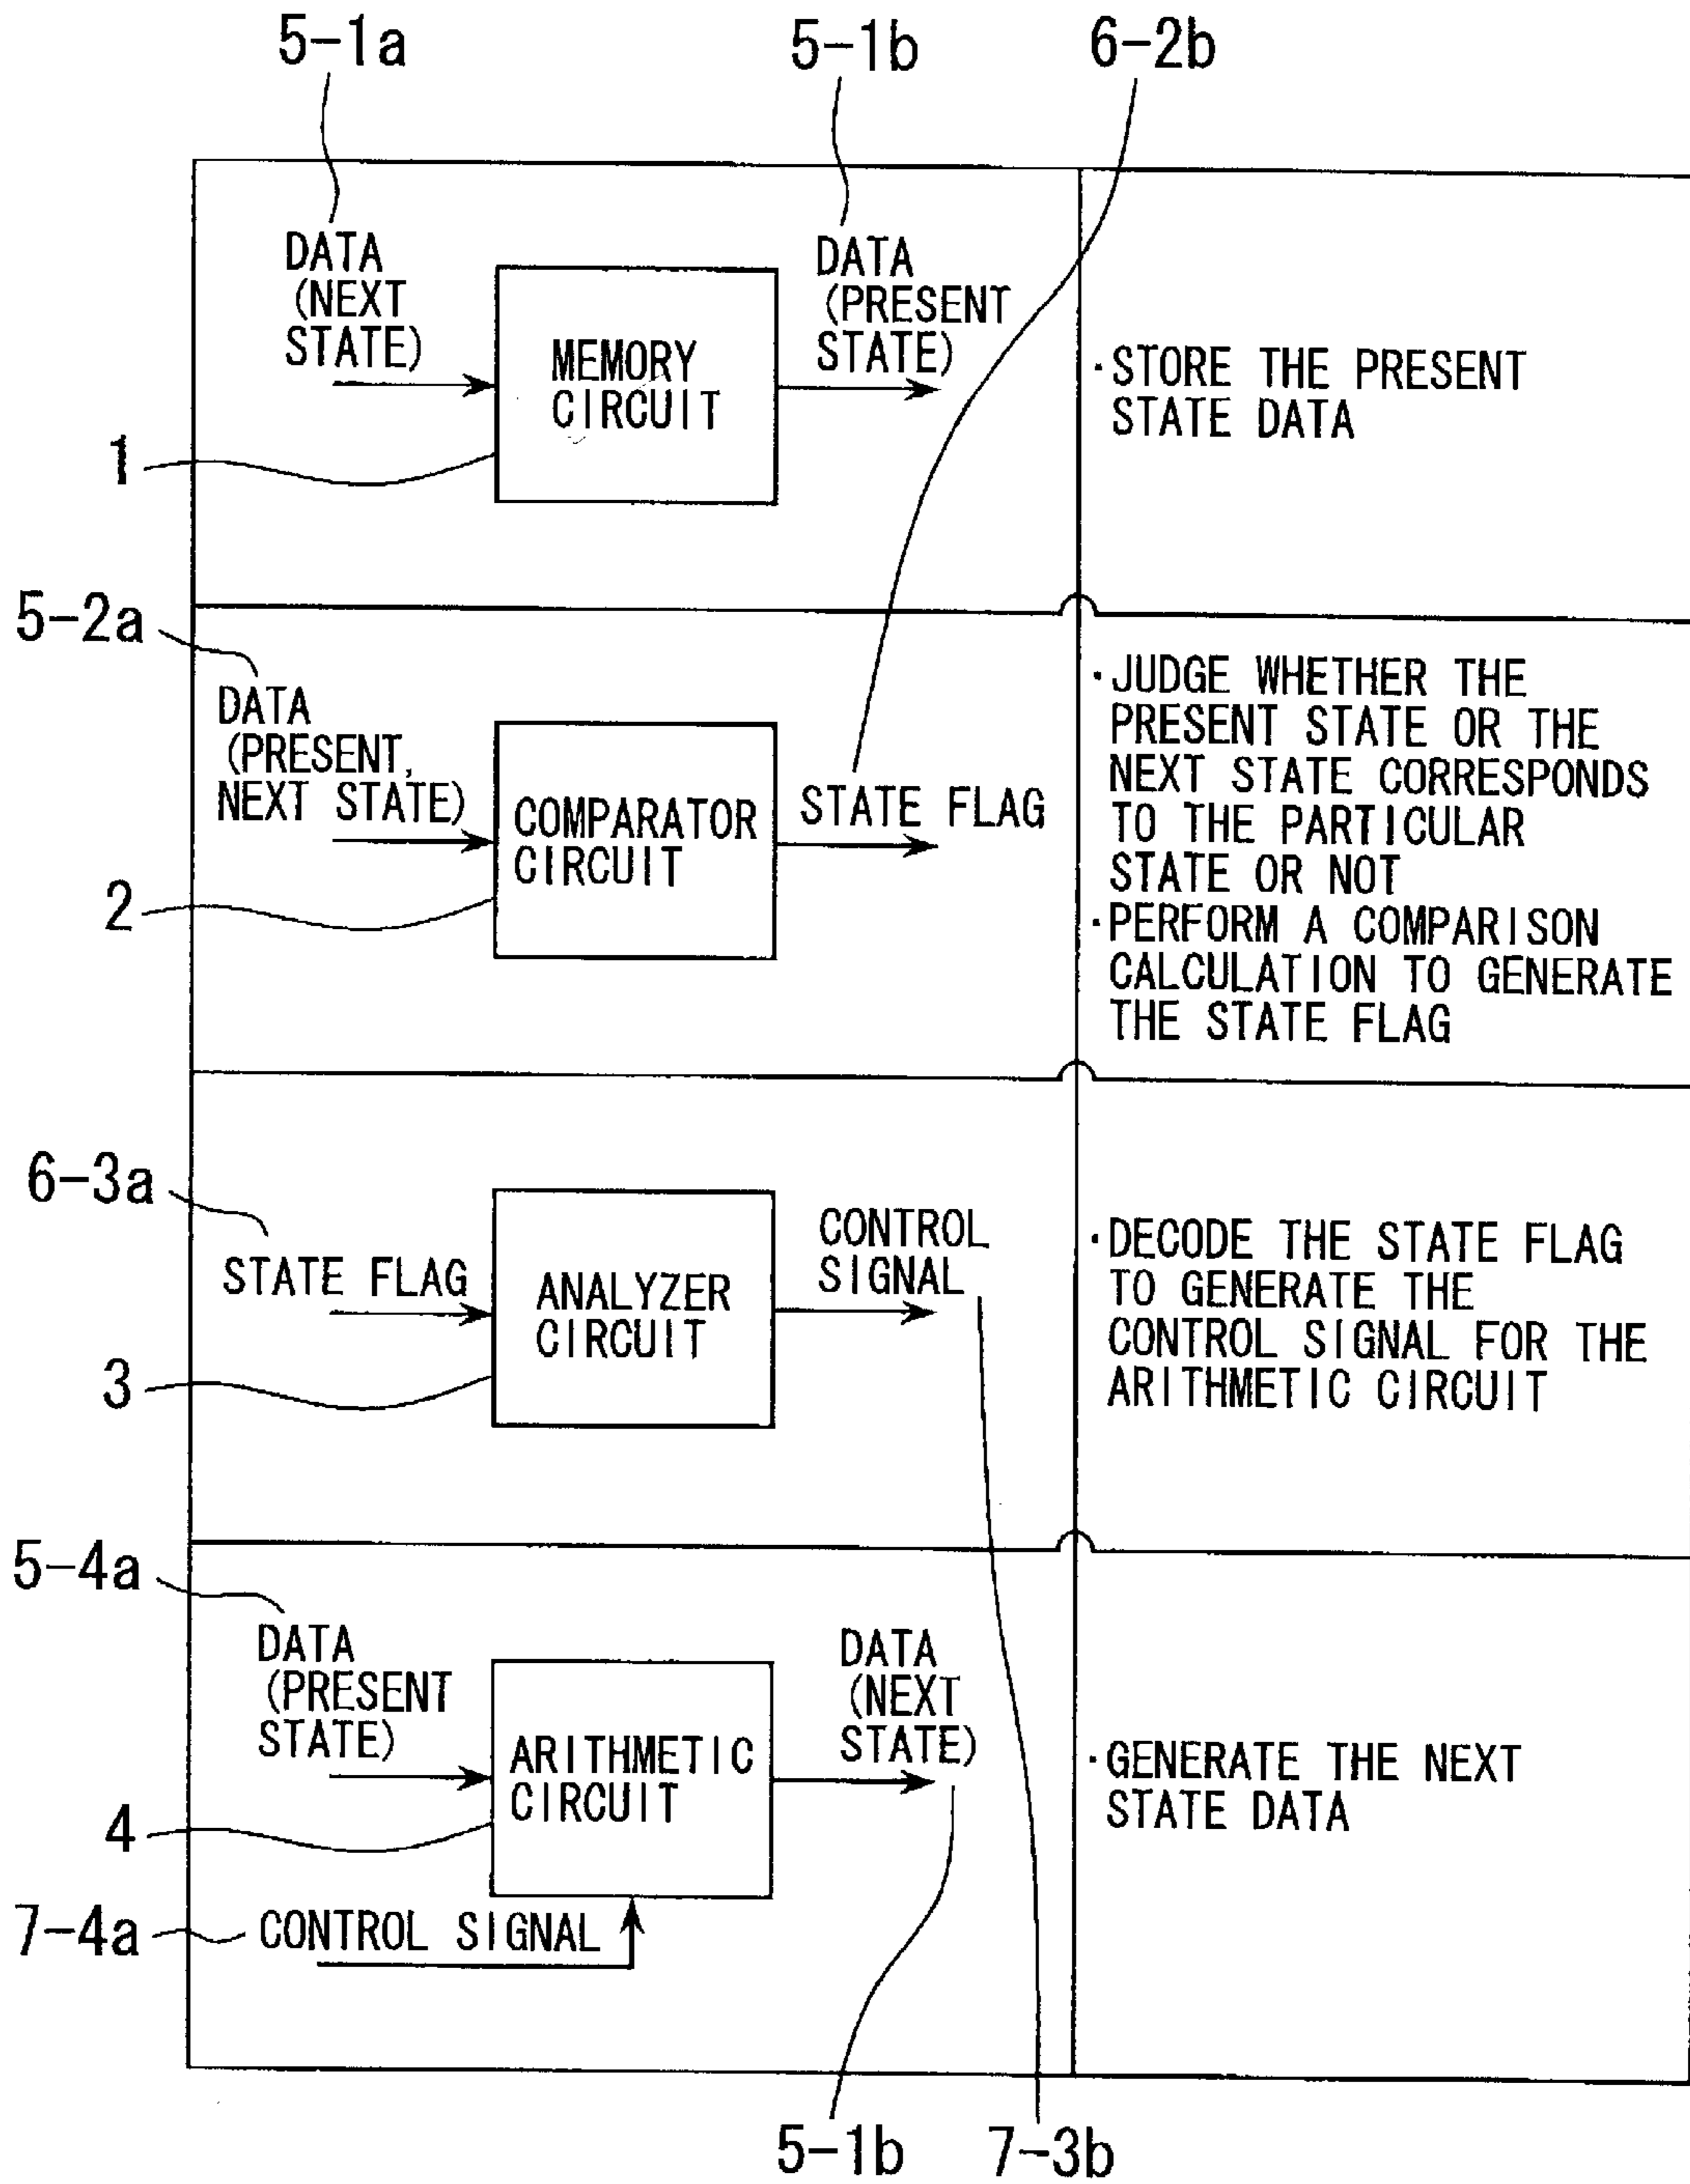 5-1a
5-1b
6-2b
DATA
(NEXT
STATE)
MEMORY
CIRCUIT
DATA
(PRESENT
STATE)
1
·STORE THE PRESENT
STATE DATA
5-2a
DATA
(PRESENT,
NEXT STATE)
COMPARATOR
CIRCUIT
STATE FLAG
2
·JUDGE WHETHER THE
PRESENT STATE OR THE
NEXT STATE CORRESPONDS
TO THE PARTICULAR
STATE OR NOT
·PERFORM A COMPARISON
CALCULATION TO GENERATE
THE STATE FLAG
6-3a
STATE FLAG
ANALYZER
CIRCUIT
CONTROL
SIGNAL
3
·DECODE THE STATE FLAG
TO GENERATE THE
CONTROL SIGNAL FOR THE
ARITHMETIC CIRCUIT
5-4a
DATA
(PRESENT
STATE)
ARITHMETIC
CIRCUIT
DATA
(NEXT
STATE)
4
7-4a
CONTROL SIGNAL
·GENERATE THE NEXT
STATE DATA
5-1b
7-3b